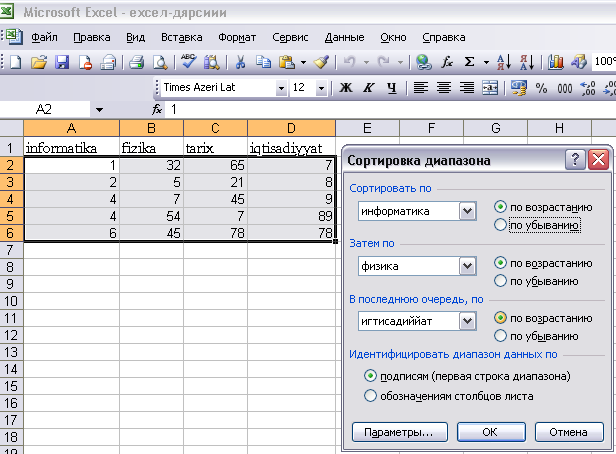 Microsoft Excel - ехсел-дярсиии
Файл Правка Вид Вставка Формат Сервис Данные Окно Справка
100%
Times Azeri Lat 12 Ж К Ч % 000
A2 fx 1
A B C D E F G H
1 informatika fizika tarix iqtisadiyyat
2 1 32 65 7
3 2 5 21 8
4 4 7 45 9
5 4 54 7 89
6 6 45 78 78
7
8
9
10
11
12
13
14
15
16
17
18
Сортировка диапазона
Сортировать по
информатика
по возрастанию
по убыванию
Затем по
физика
по возрастанию
по убыванию
В последнюю очередь, по
игтисадиййат
по возрастанию
по убыванию
Идентифицировать диапазон данных по
подписям (первая строка диапазона)
обозначениям столбцов листа
Параметры... ОК Отмена